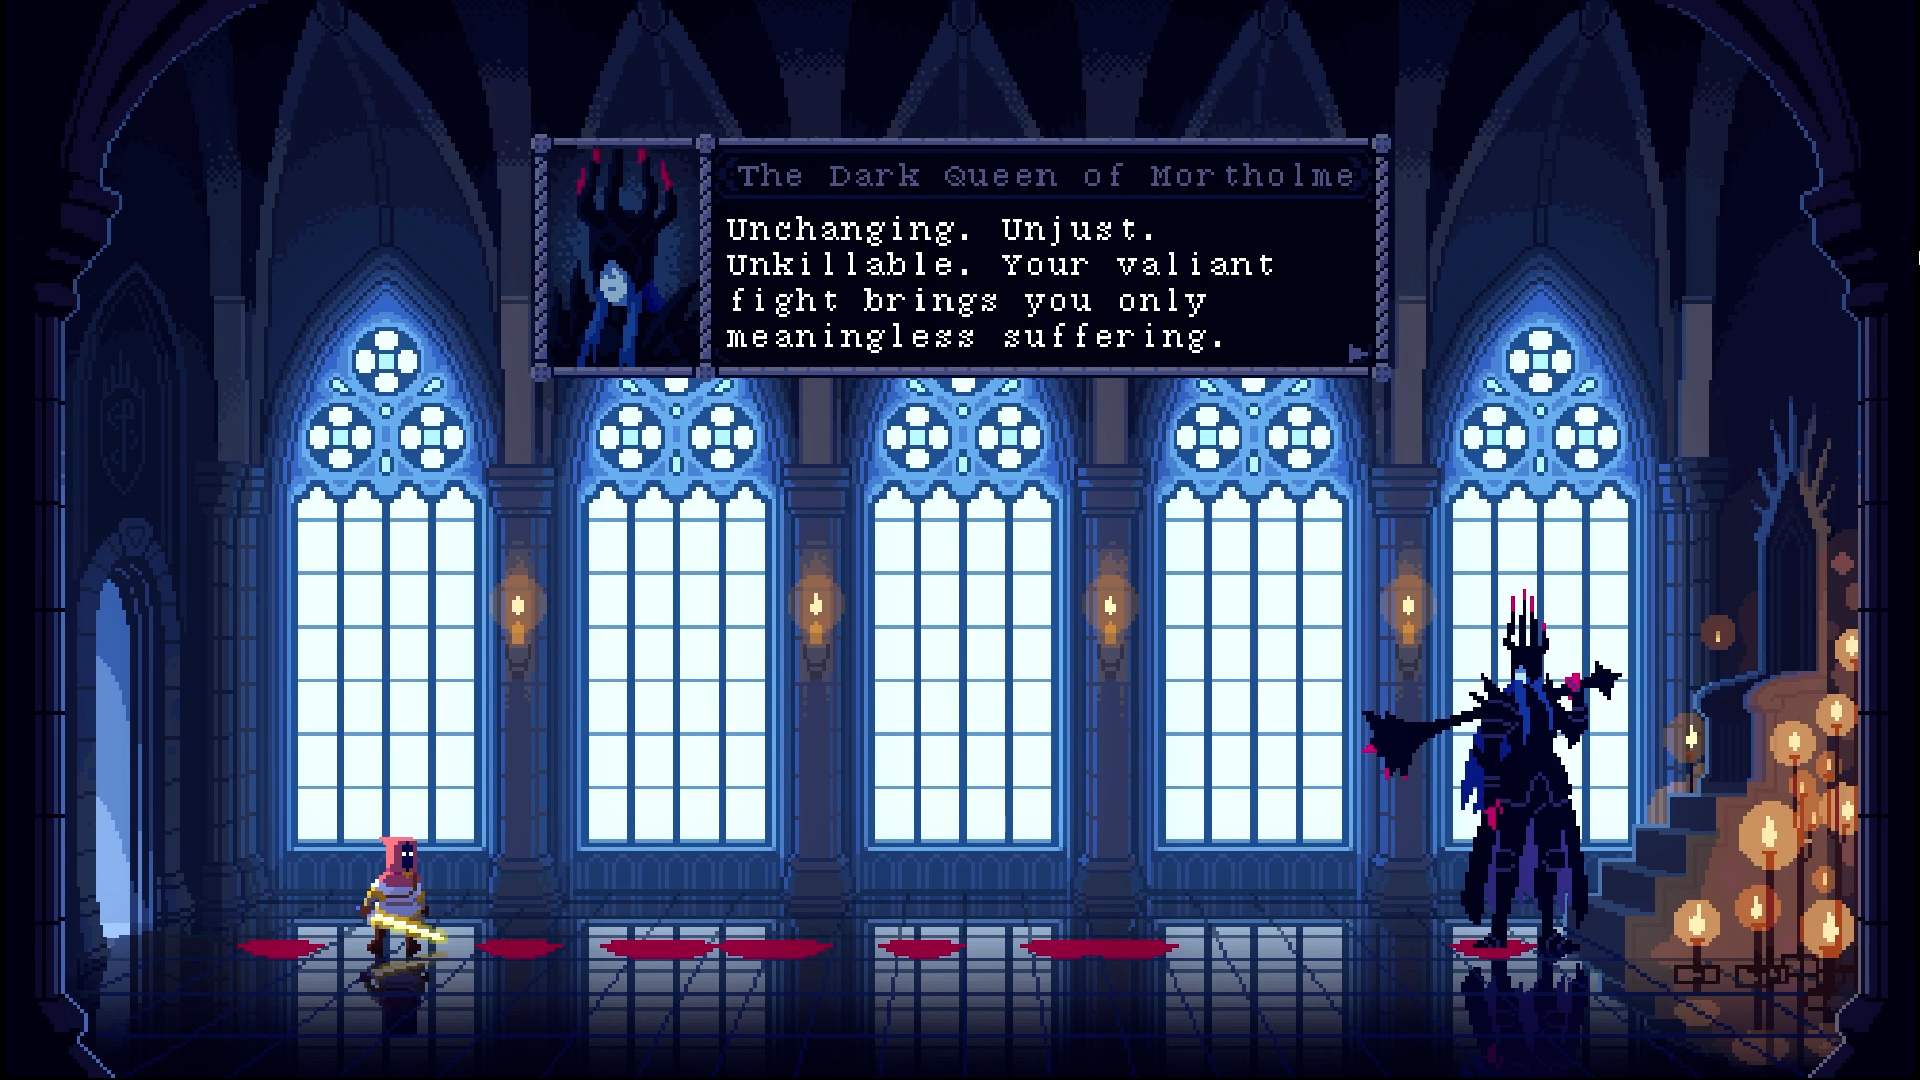 The Dark Queen of Mortholme
Unchanging. Unjust.
Unkillable. Your valiant
fight brings you only
meaningless suffering.